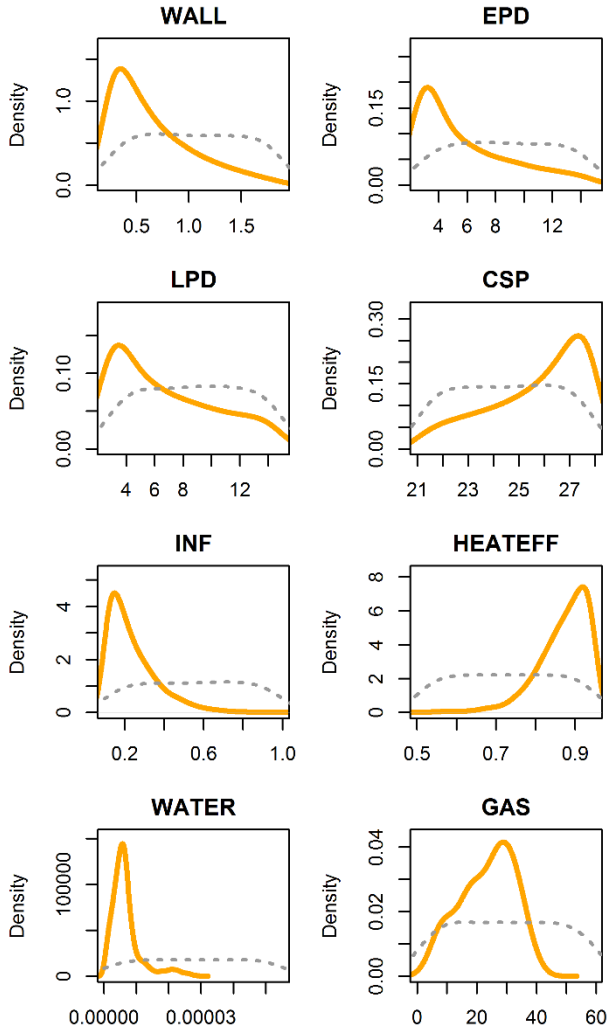 WALL
Density
0.0 1.0
0.5 1.0 1.5
EPD
Density
0.00 0.15
4 6 8 12
LPD
Density
0.00 0.10
4 6 8 12
CSP
Density
0.00 0.15 0.30
21 23 25 27
INF
Density
0 2 4
0.2 0.6 1.0
HEATEFF
Density
0 2 4 6 8
0.5 0.7 0.9
WATER
Density
0 100000
0.00000 0.00003
GAS
Density
0.00 0.02 0.04
0 20 40 60